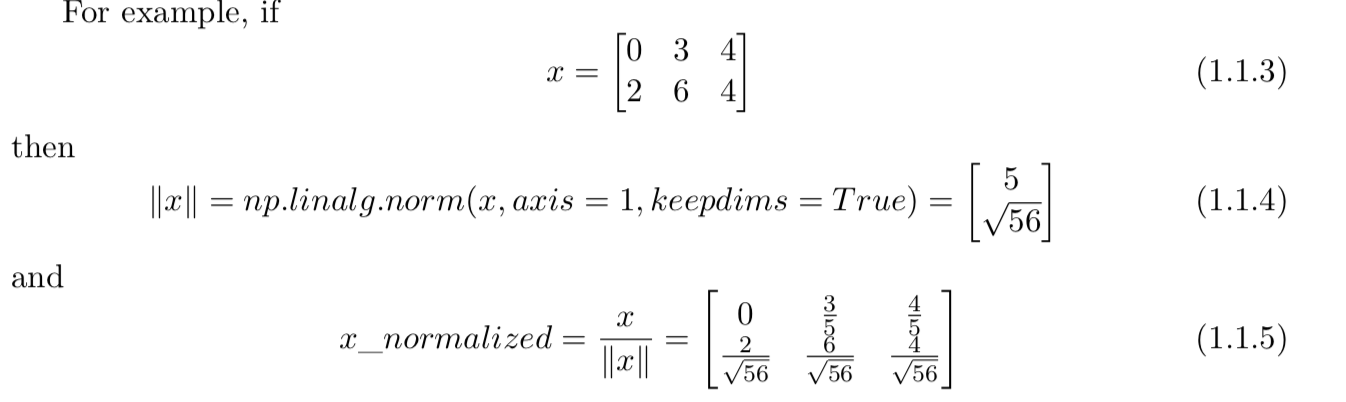 For example, if
x = [0 3 4
2 6 4] (1.1.3)
then
‖x‖ = np.linalg.norm(x, axis = 1, keepdims = True) = [5
√56] (1.1.4)
and
x_normalized = x/‖x‖ = [0 3/5 4/5
2/√56 6/√56 4/√56] (1.1.5)